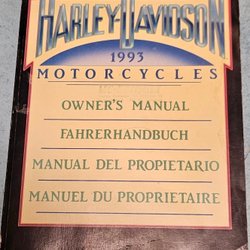 HARLEY-DAVIDSON
1993
MOTORCYCLES
OWNER'S MANUAL
FAHRERHANDBUCH
MANUAL DEL PROPIETARIO
MANUEL DU PROPRIETAIRE